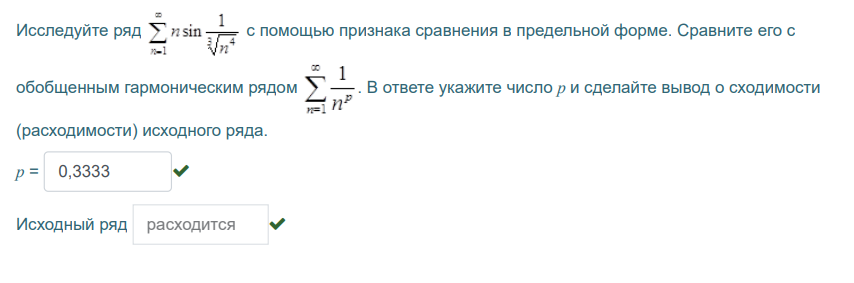 Исследуйте ряд $\sum_{n=1}^{\infty} n \sin \frac{1}{\sqrt[3]{n^4}}$ с помощью признака сравнения в предельной форме. Сравните его с
обобщенным гармоническим рядом $\sum_{n=1}^{\infty} \frac{1}{n^p}$. В ответе укажите число p и сделайте вывод о сходимости
(расходимости) исходного ряда.
p = 0,3333
Исходный ряд расходится